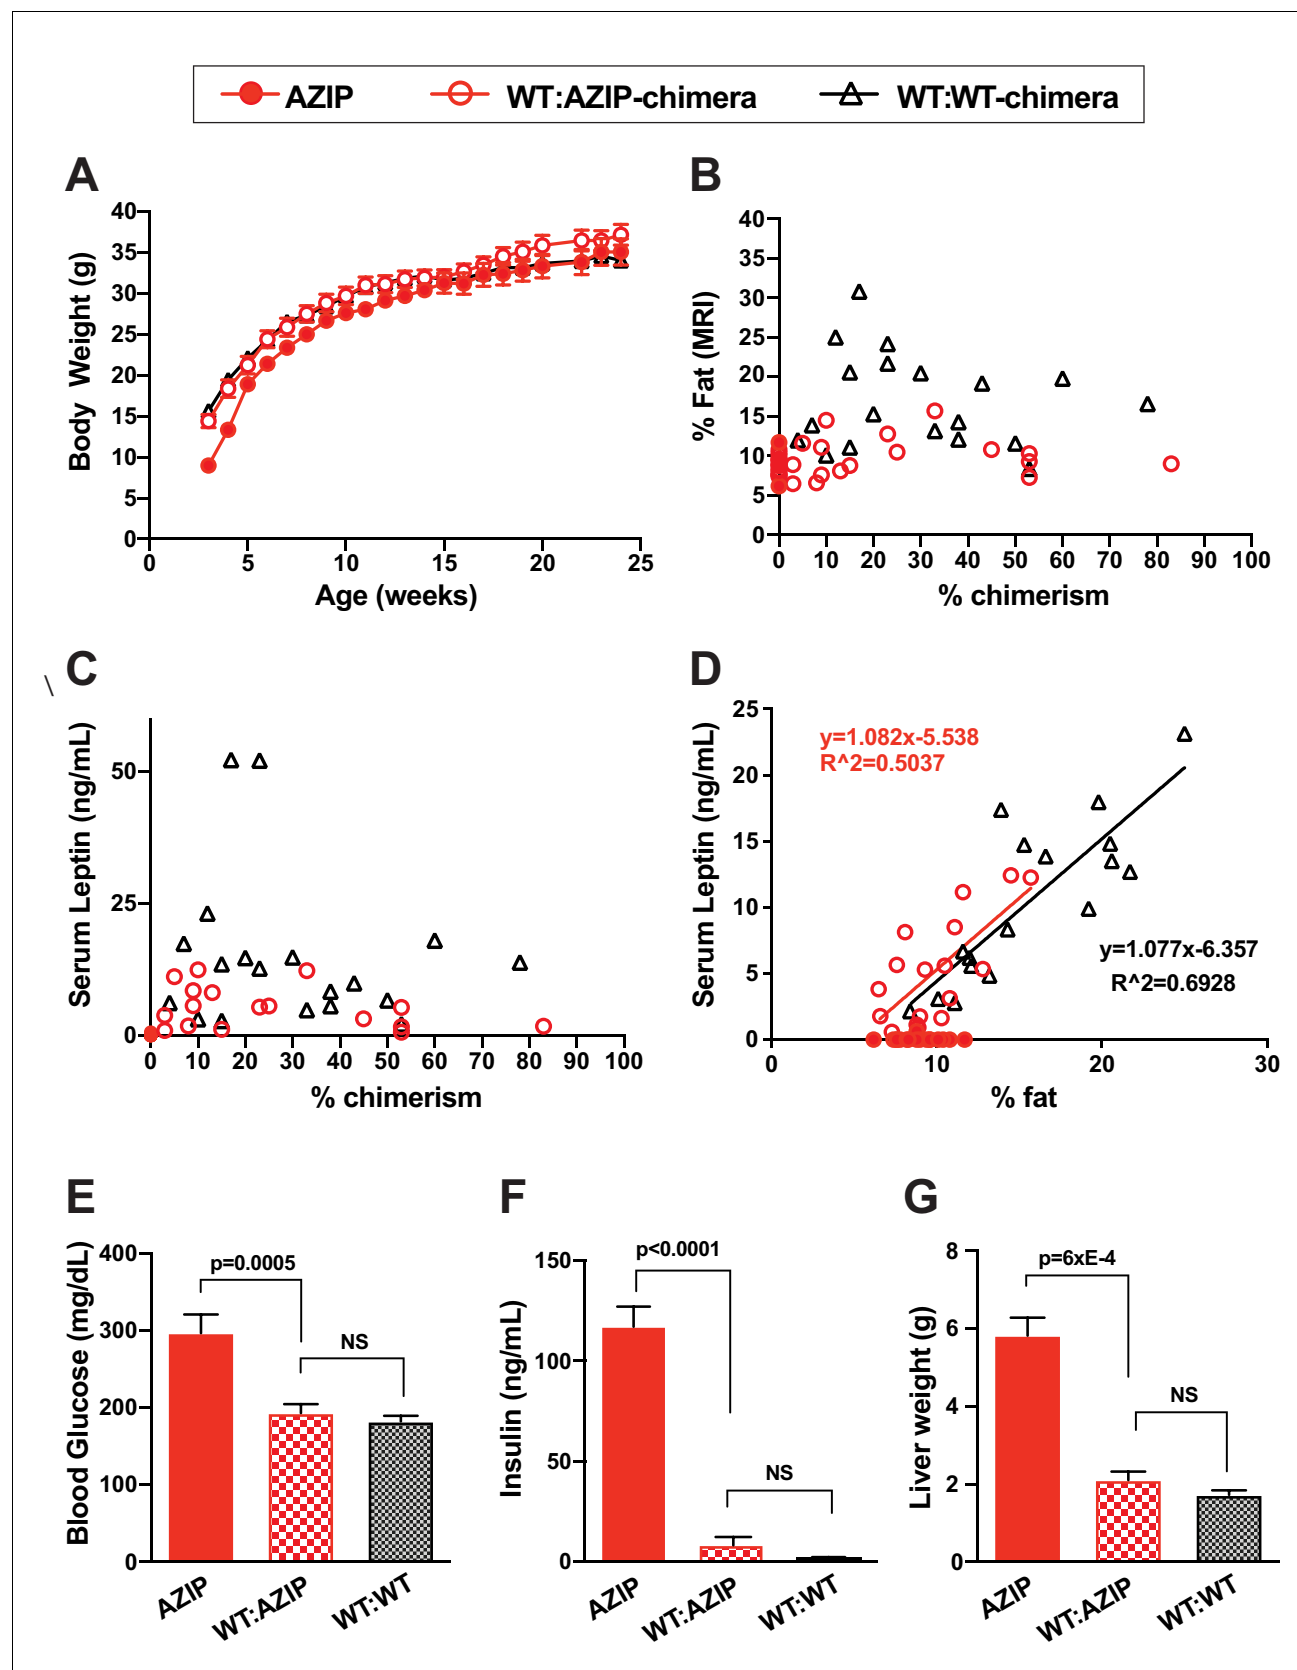 AZIP WT:AZIP-chimera WT:WT-chimera
A
40
35
30
25
20
15
10
5
0
Body Weight (g)
0 5 10 15 20 25
Age (weeks)
B
40
35
30
25
20
15
10
5
0
% Fat (MRI)
0 10 20 30 40 50 60 70 80 90 100
% chimerism
\
C
50
25
0
Serum Leptin (ng/mL)
0 10 20 30 40 50 60 70 80 90 100
% chimerism
D
25
20
15
10
5
0
Serum Leptin (ng/mL)
y=1.082x-5.538
R^2=0.5037
y=1.077x-6.357
R^2=0.6928
0 10 20 30
% fat
E
400
300
200
100
0
Blood Glucose (mg/dL)
p=0.0005
NS
AZIP WT:AZIP WT:WT
F
150
100
50
0
Insulin (ng/mL)
p<0.0001
NS
AZIP WT:AZIP WT:WT
G
8
6
4
2
0
Liver weight (g)
p=6xE-4
NS
AZIP WT:AZIP WT:WT